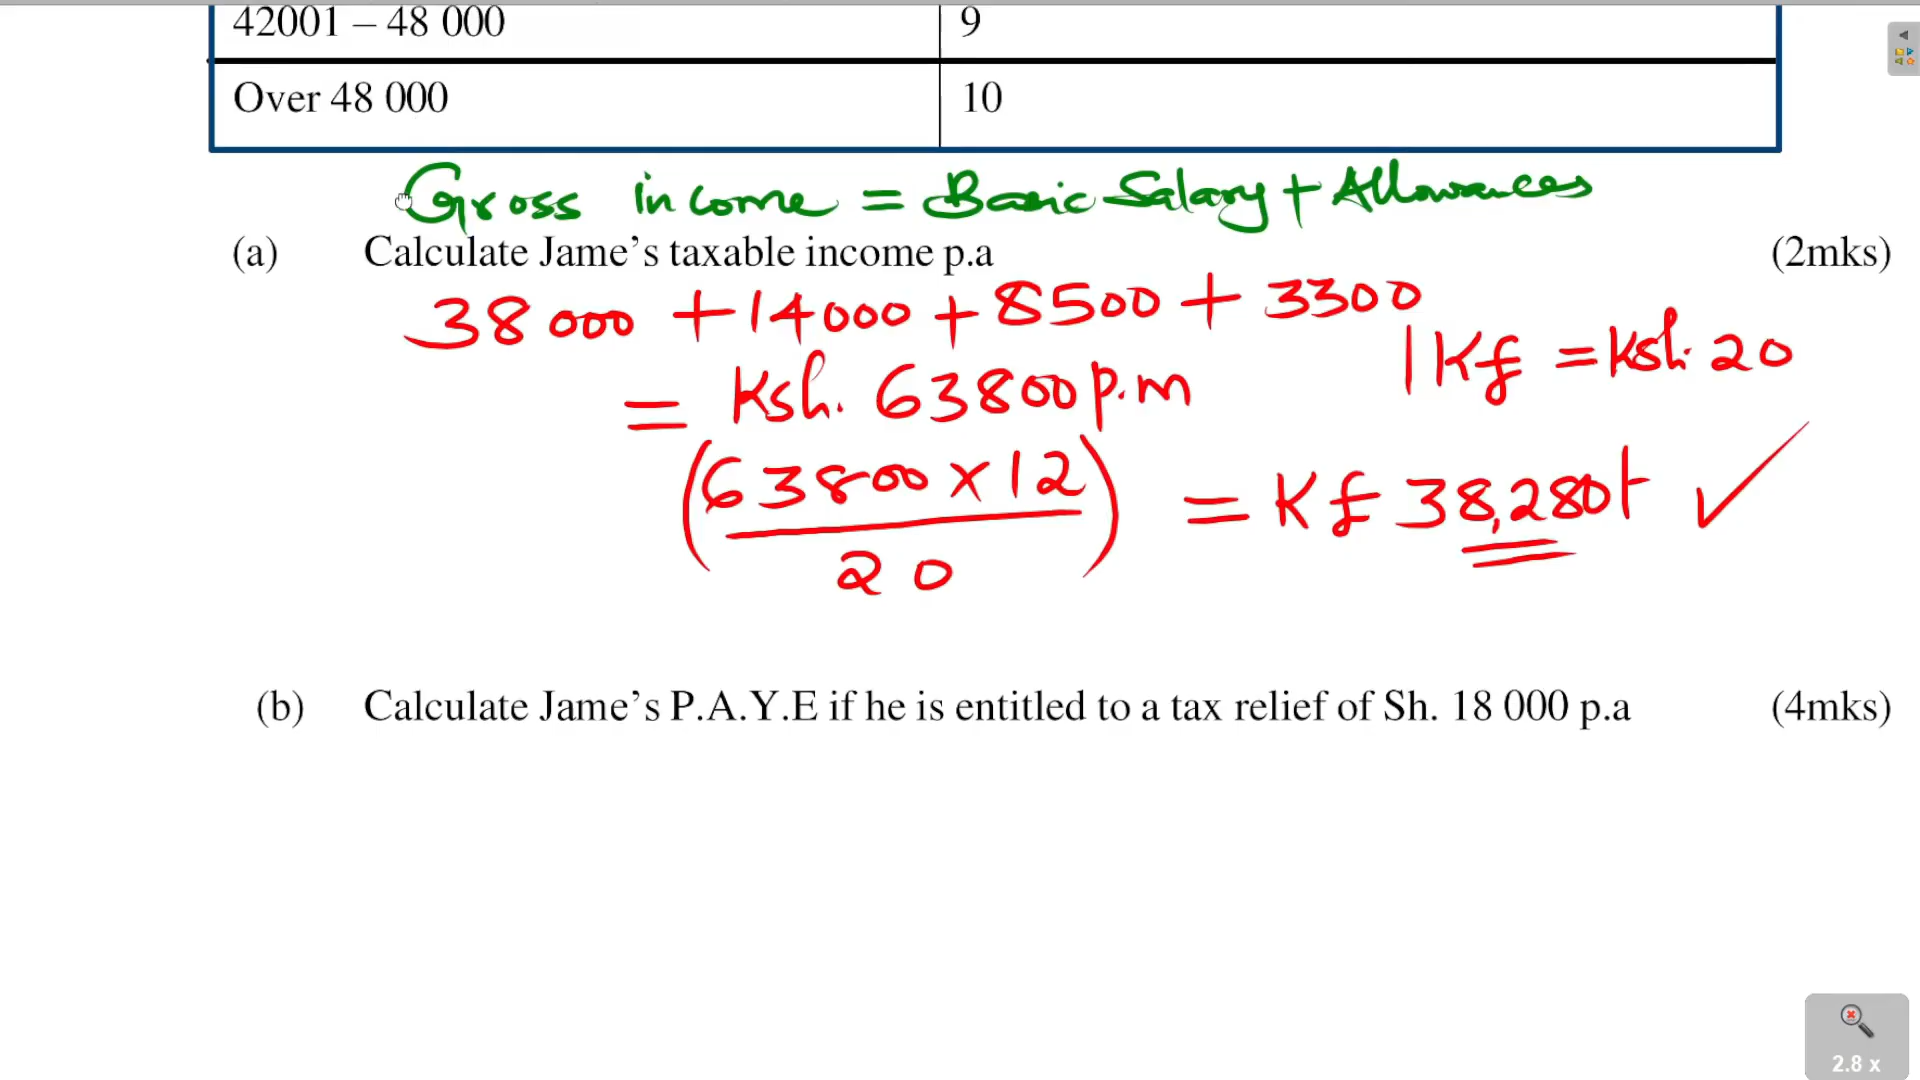 42001 – 48 000 9
Over 48 000 10
Gross income = Basic Salary + Allowances
(a) Calculate Jame’s taxable income p.a (2mks)
38 000 + 14000 + 8500 + 3300
1 K£ = Ksh. 20
= Ksh. 63800 p.m
(63800 × 12 / 20) = K£ 38,280 ✓
(b) Calculate Jame’s P.A.Y.E if he is entitled to a tax relief of Sh. 18 000 p.a (4mks)
2.8 x